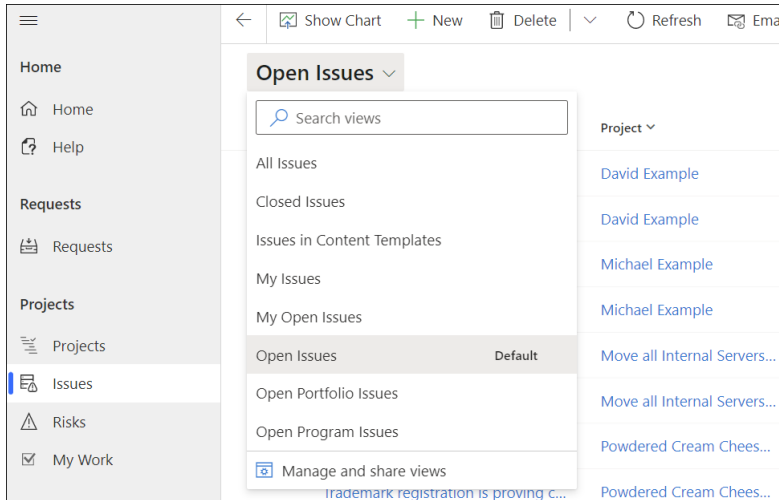 Show Chart
New
Delete
Refresh
Ema
Home
Home
Help
Requests
Requests
Projects
Projects
Issues
Risks
My Work
Open Issues
Search views
All Issues
Closed Issues
Issues in Content Templates
My Issues
My Open Issues
Open Issues Default
Open Portfolio Issues
Open Program Issues
Manage and share views
Trademark registration is proving c...
Project
David Example
David Example
Michael Example
Michael Example
Move all Internal Servers...
Move all Internal Servers...
Powdered Cream Chees...
Powdered Cream Chees...